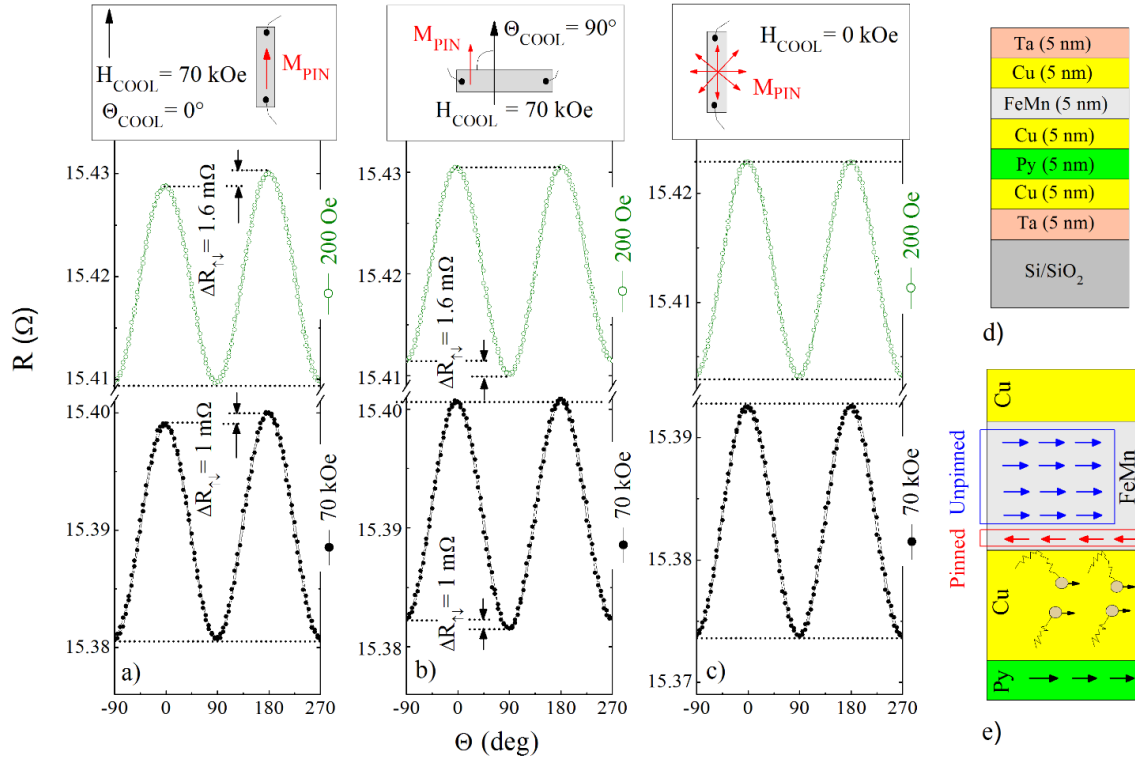 H_COOL = 70 kOe
Θ_COOL = 0°
M_PIN
M_PIN
Θ_COOL = 90°
H_COOL = 70 kOe
H_COOL = 0 kOe
M_PIN
R (Ω)
15.43
15.42
15.41
15.40
15.39
15.38
ΔR↑↓ = 1.6 mΩ
ΔR↑↓ = 1 mΩ
200 Oe
70 kOe
a)
-90 0 90 180 270
15.43
15.42
15.41
15.40
15.39
15.38
ΔR↑↓ = 1.6 mΩ
ΔR↑↓ = 1 mΩ
200 Oe
70 kOe
b)
-90 0 90 180 270
15.42
15.41
15.39
15.38
15.37
200 Oe
70 kOe
c)
-90 0 90 180 270
Θ (deg)
Ta (5 nm)
Cu (5 nm)
FeMn (5 nm)
Cu (5 nm)
Py (5 nm)
Cu (5 nm)
Ta (5 nm)
Si/SiO₂
d)
Cu
Unpinned
FeMn
Pinned
Cu
Py
e)